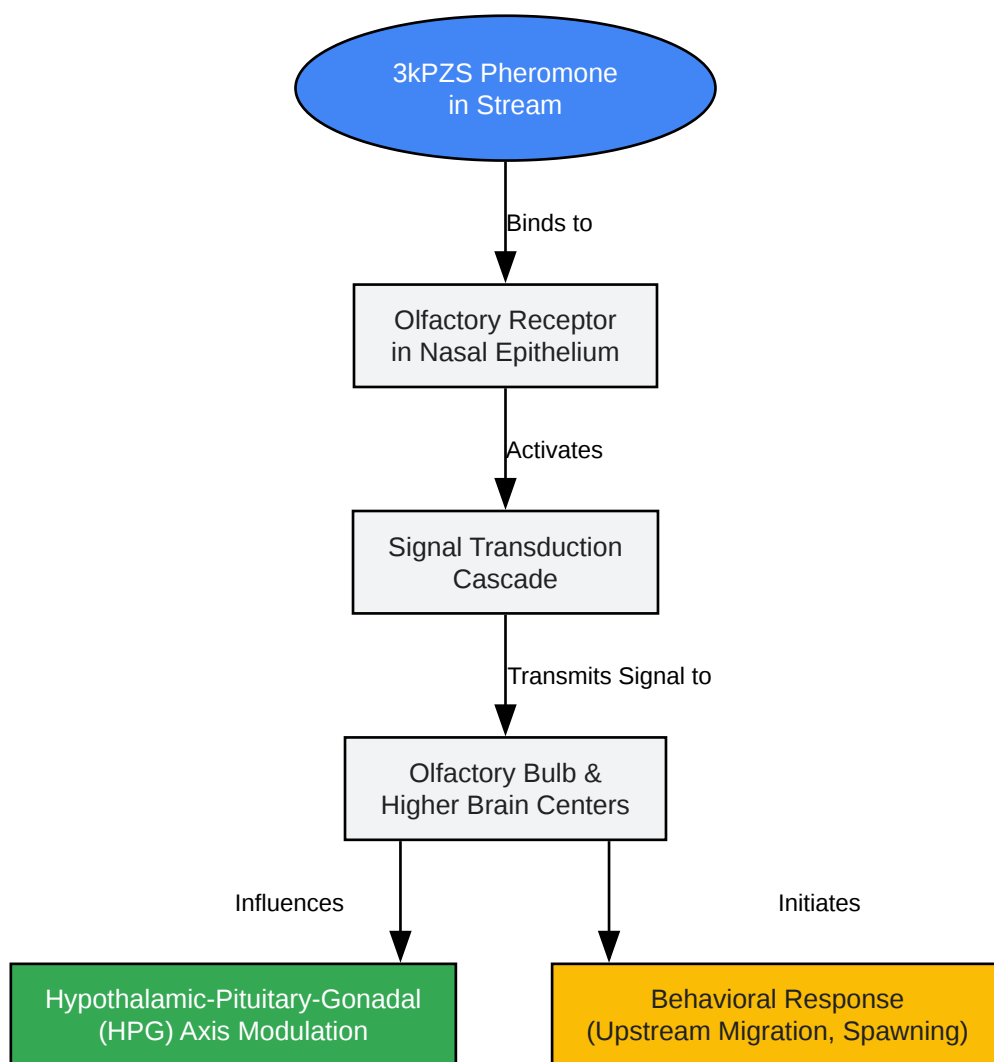 3kPZS Pheromone
in Stream
Binds to
Olfactory Receptor
in Nasal Epithelium
Activates
Signal Transduction
Cascade
Transmits Signal to
Olfactory Bulb &
Higher Brain Centers
Influences
Initiates
Hypothalamic-Pituitary-Gonadal
(HPG) Axis Modulation
Behavioral Response
(Upstream Migration, Spawning)